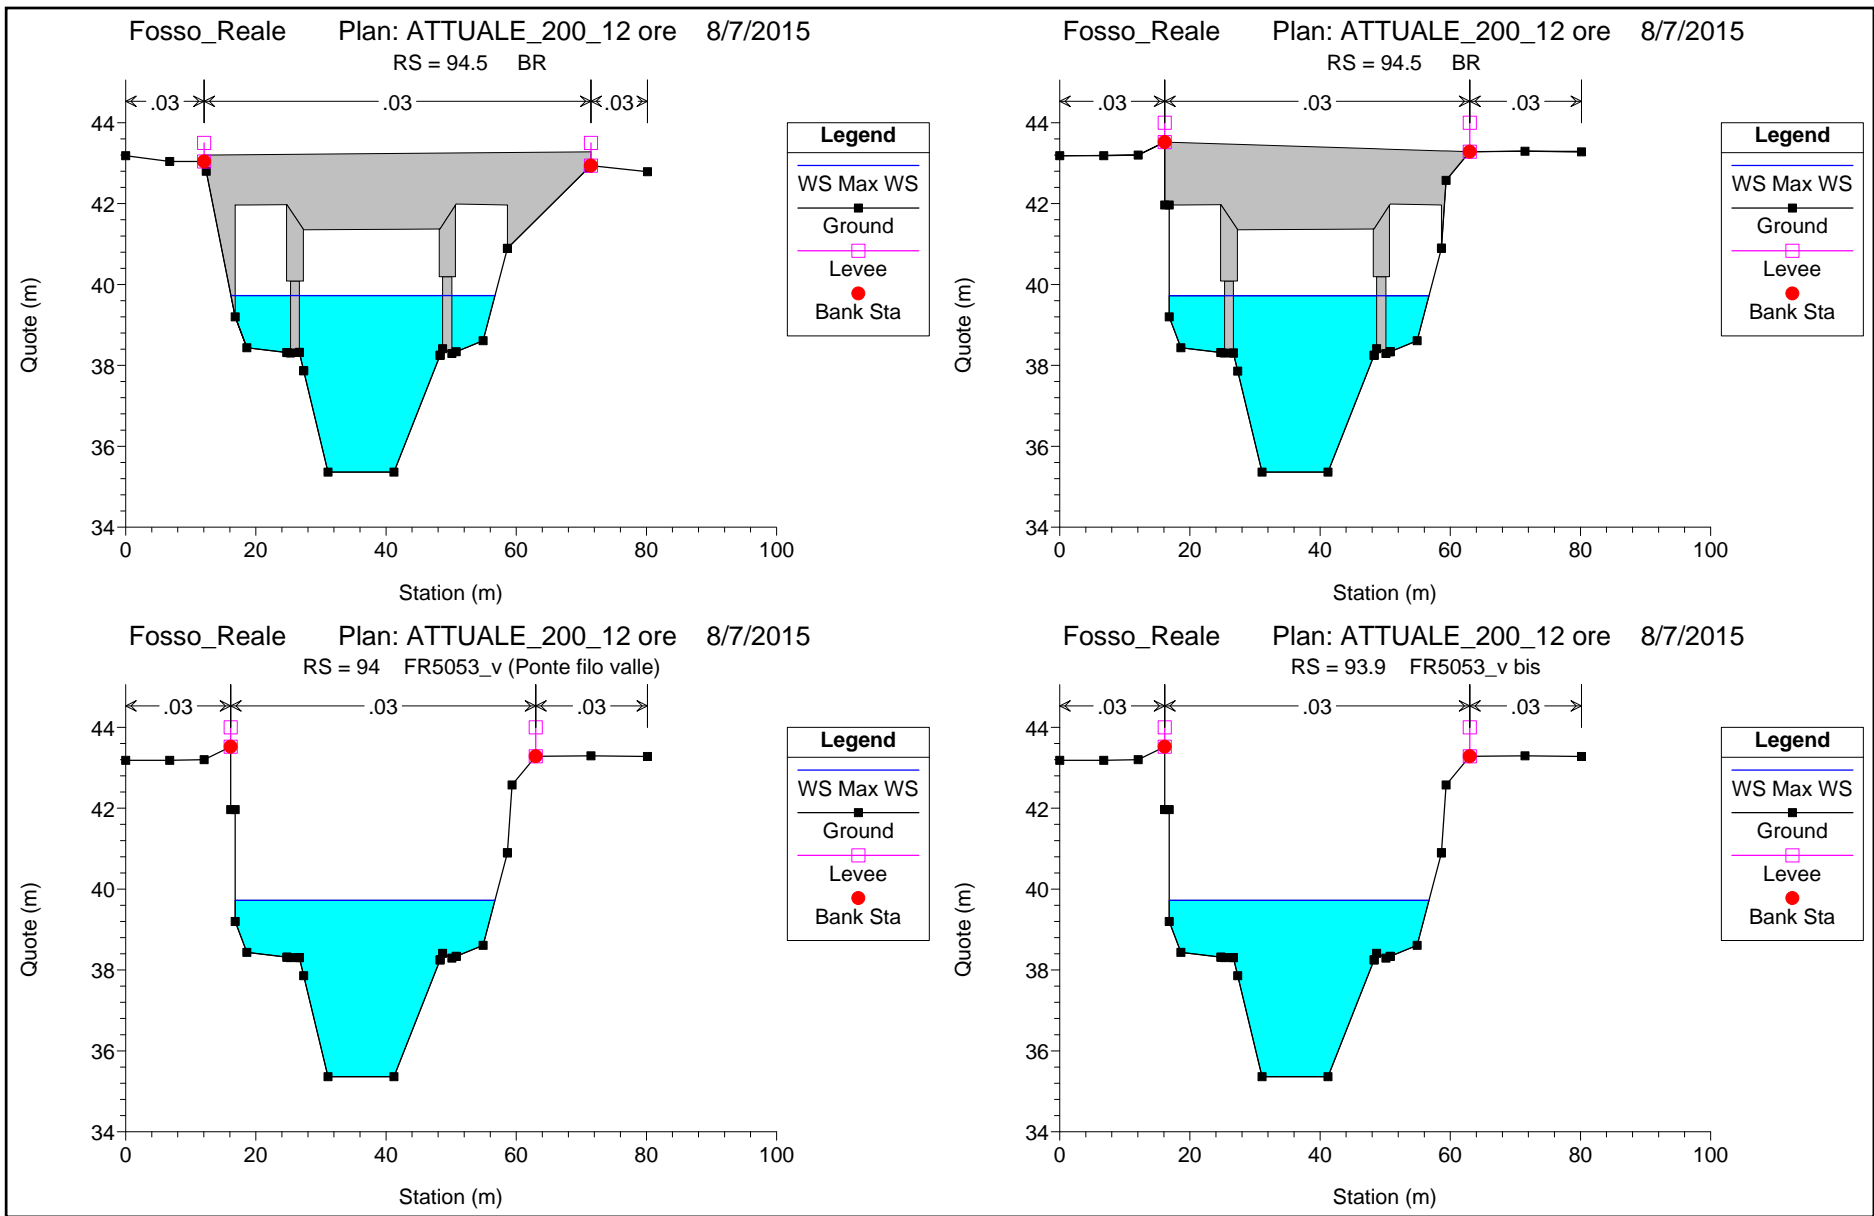 Fosso_Reale Plan: ATTUALE_200_12 ore 8/7/2015
RS = 94.5 BR
.03 .03 .03
44
42
40
38
36
34
0 20 40 60 80 100
Station (m)
Quote (m)
Legend
WS Max WS
Ground
Levee
Bank Sta
Fosso_Reale Plan: ATTUALE_200_12 ore 8/7/2015
RS = 94.5 BR
.03 .03 .03
44
42
40
38
36
34
0 20 40 60 80 100
Station (m)
Quote (m)
Legend
WS Max WS
Ground
Levee
Bank Sta
Fosso_Reale Plan: ATTUALE_200_12 ore 8/7/2015
RS = 94 FR5053_v (Ponte filo valle)
.03 .03 .03
44
42
40
38
36
34
0 20 40 60 80 100
Station (m)
Quote (m)
Legend
WS Max WS
Ground
Levee
Bank Sta
Fosso_Reale Plan: ATTUALE_200_12 ore 8/7/2015
RS = 93.9 FR5053_v bis
.03 .03 .03
44
42
40
38
36
34
0 20 40 60 80 100
Station (m)
Quote (m)
Legend
WS Max WS
Ground
Levee
Bank Sta